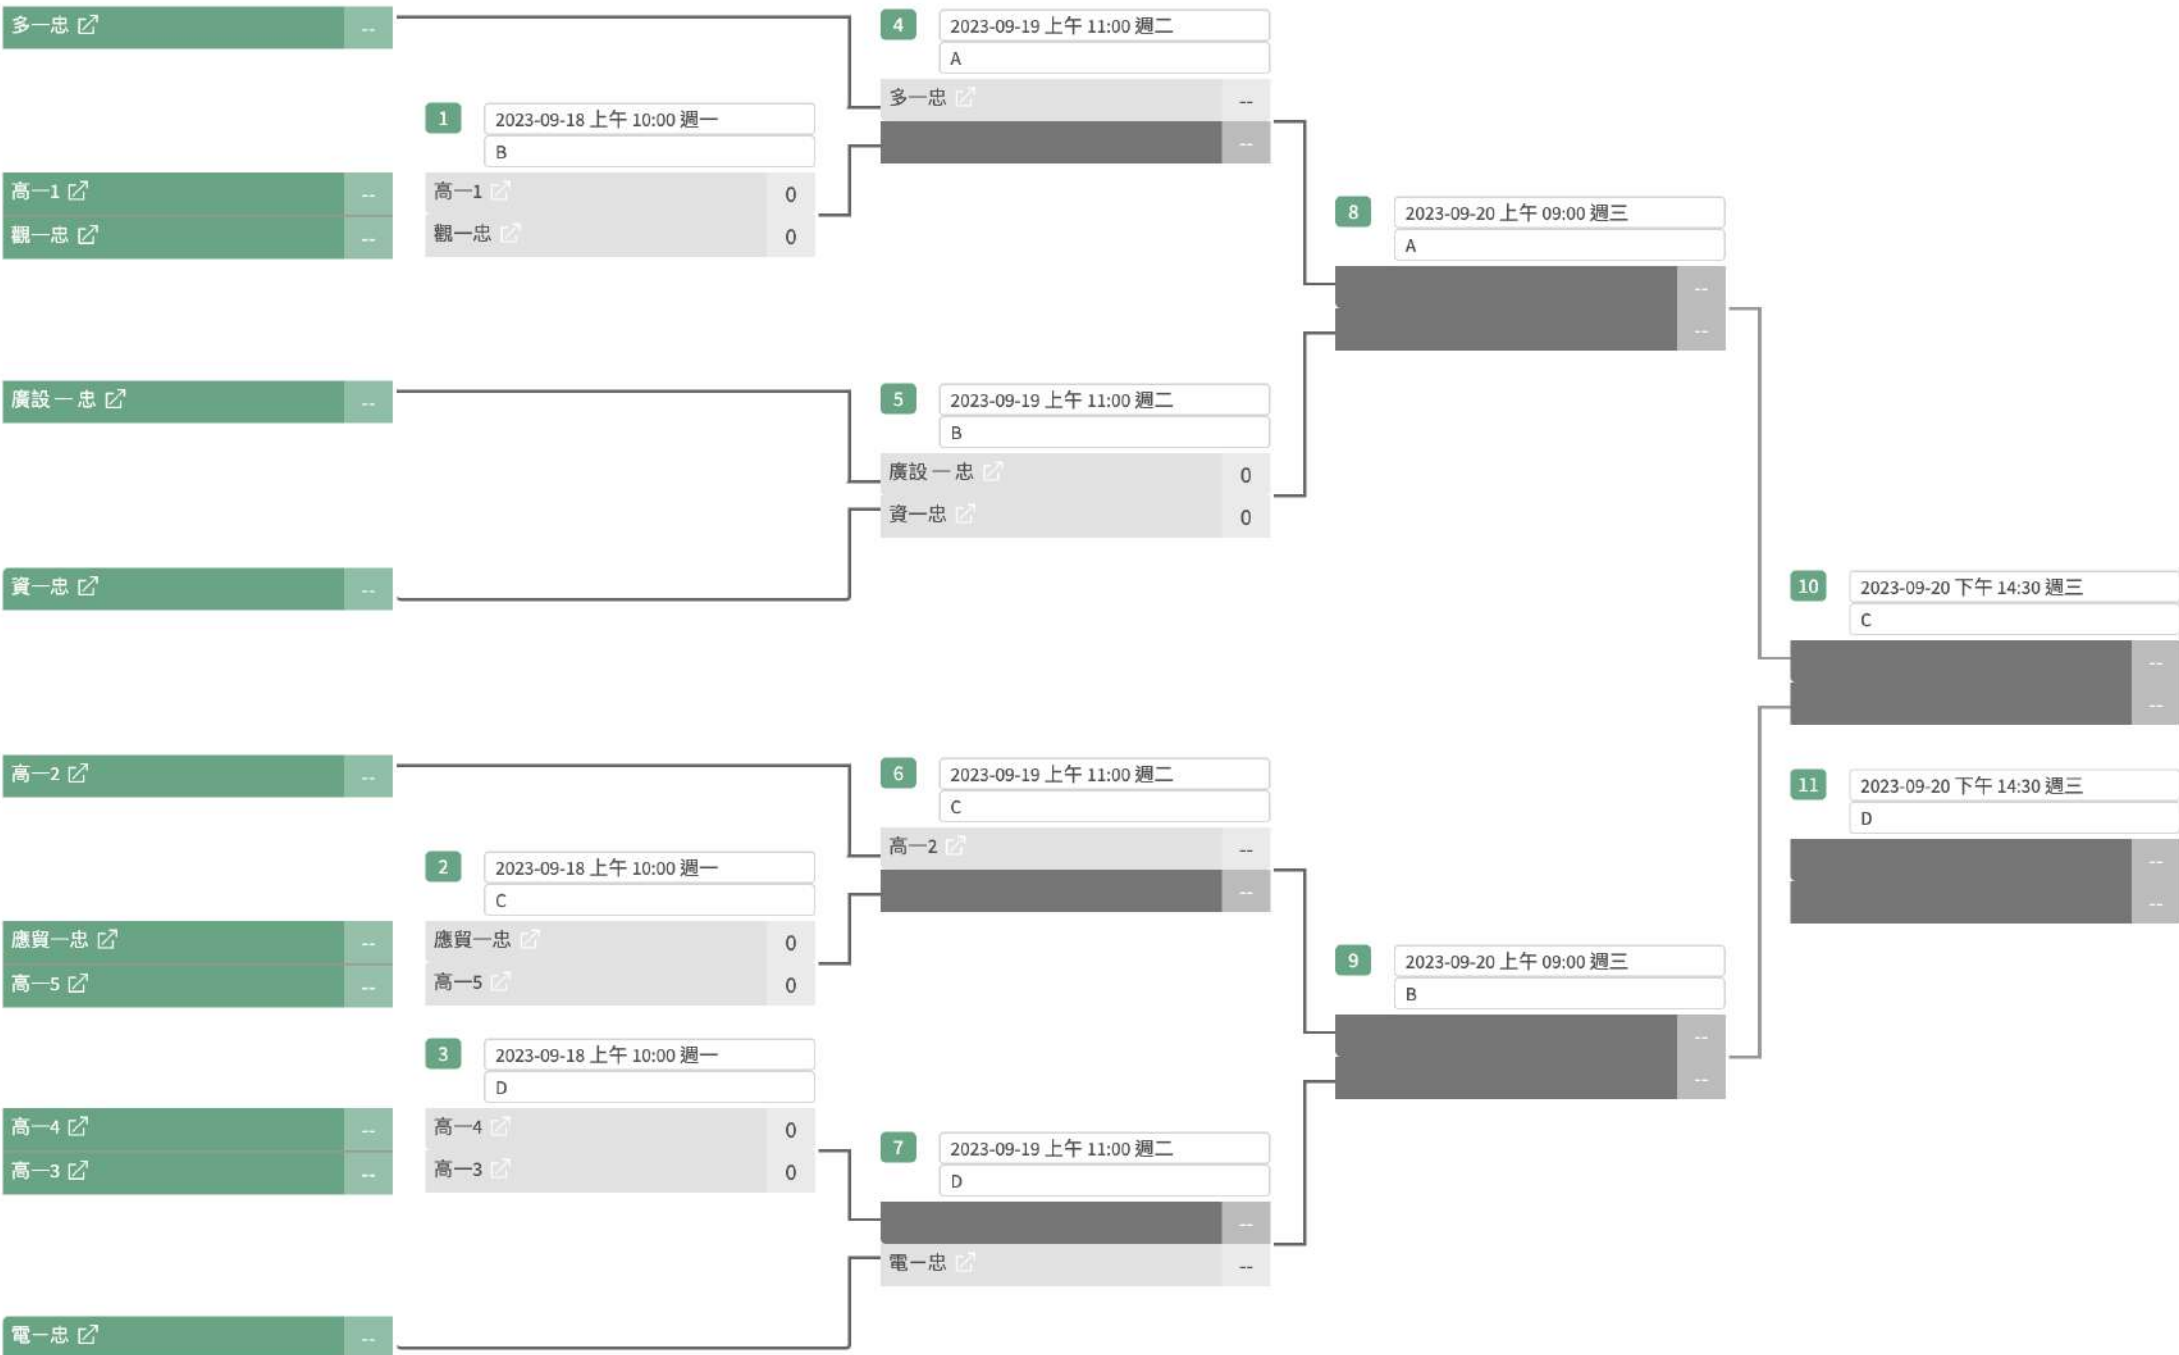 多一忠 --
高一1 --
觀一忠 --
廣設一忠 --
資一忠 --
高一2 --
應貿一忠 --
高一5 --
高一4 --
高一3 --
電一忠 --
1 2023-09-18 上午 10:00 週一
B
高一1 0
觀一忠 0
2 2023-09-18 上午 10:00 週一
C
應貿一忠 0
高一5 0
3 2023-09-18 上午 10:00 週一
D
高一4 0
高一3 0
4 2023-09-19 上午 11:00 週二
A
多一忠 --
--
5 2023-09-19 上午 11:00 週二
B
廣設一忠 0
資一忠 0
6 2023-09-19 上午 11:00 週二
C
高一2 --
--
7 2023-09-19 上午 11:00 週二
D
--
電一忠 --
8 2023-09-20 上午 09:00 週三
A
--
--
9 2023-09-20 上午 09:00 週三
B
--
--
10 2023-09-20 下午 14:30 週三
C
--
--
11 2023-09-20 下午 14:30 週三
D
--
--